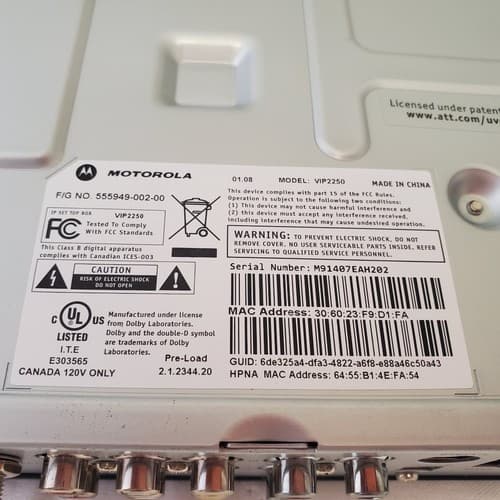 Licensed under patent
www.att.com/uv
MOTOROLA
01.08 MODEL: VIP2250 MADE IN CHINA
F/G NO. 555949-002-00
This device complies with part 15 of the FCC Rules.
Operation is subject to the following two conditions:
(1) This device may not cause harmful interference and
(2) this device must accept any interference received,
including interference that may cause undesired operation.
IP SET TOP BOX VIP2250
FC Tested To Comply
With FCC Standards
This Class B digital apparatus
complies with Canadian ICES-003
WARNING: TO PREVENT ELECTRIC SHOCK, DO NOT
REMOVE COVER. NO USER SERVICEABLE PARTS INSIDE. REFER
SERVICING TO QUALIFIED SERVICE PERSONNEL.
CAUTION
RISK OF ELECTRIC SHOCK
DO NOT OPEN
Serial Number: M91407EAH202
MAC Address: 30:60:23:F9:D1:FA
C UL US
LISTED
I.T.E
E303565
CANADA 120V ONLY
Manufactured under license
from Dolby Laboratories.
Dolby and the double-D symbol
are trademarks of Dolby
Laboratories.
Pre-Load
2.1.2344.20
GUID: 6de325a4-dfa3-4822-a6f8-e88a46c50a43
HPNA MAC Address: 64:55:B1:4E:FA:54